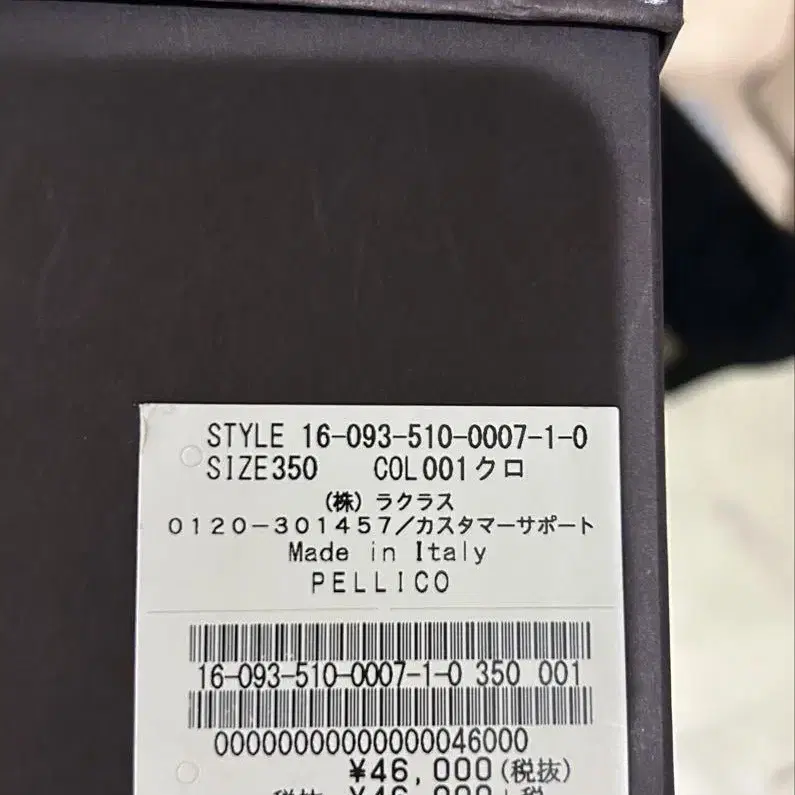 STYLE 16-093-510-0007-1-0
SIZE350 COL001クロ
(株)ラクラス
0120-301457/カスタマーサポート
Made in Italy
PELLICO
16-093-510-0007-1-0 350 001
00000000000000046000
¥46,000(税抜)